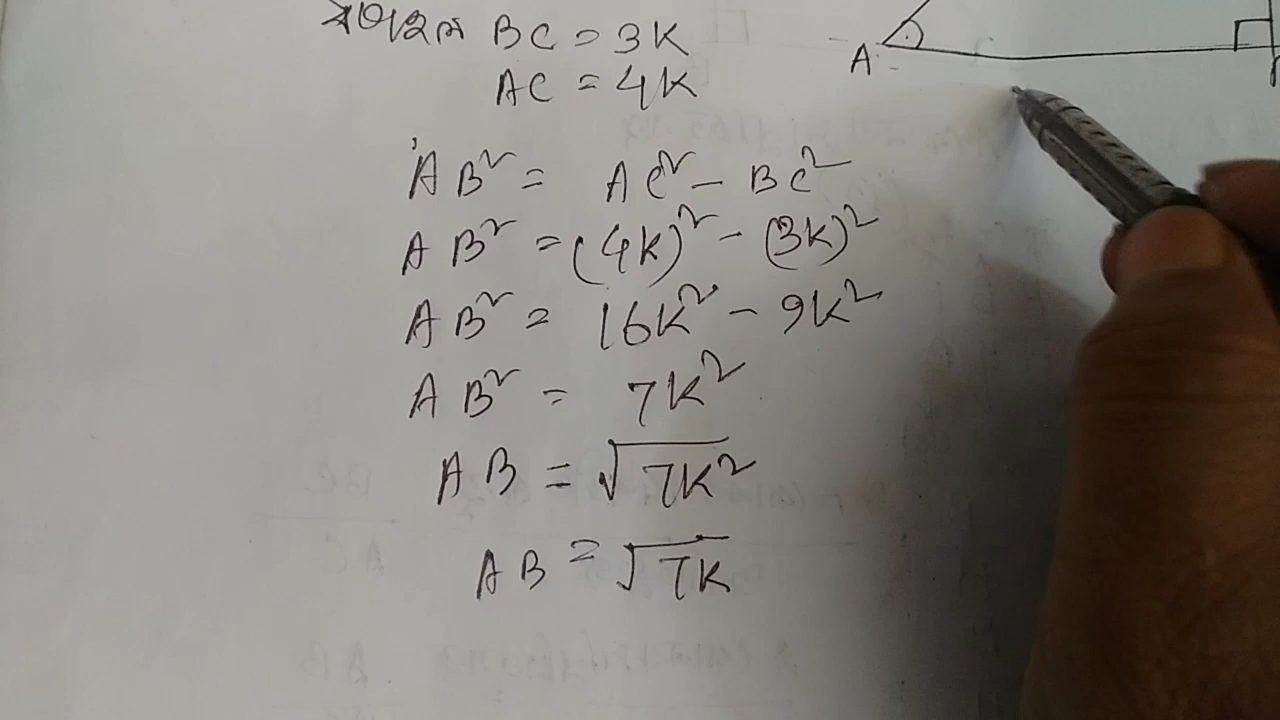 BC = 3K
AC = 4K
A
AB² = AC² - BC²
AB² = (4K)² - (3K)²
AB² = 16K² - 9K²
AB² = 7K²
AB = √7K²
AB = √7K